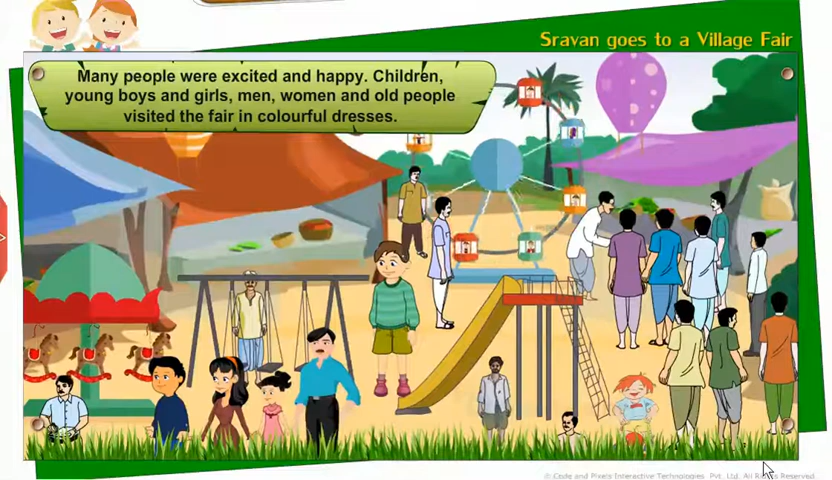 Sravan goes to a Village Fair
Many people were excited and happy. Children,
young boys and girls, men, women and old people
visited the fair in colourful dresses.
© Code and Pixels Interactive Technologies Pvt. Ltd. All Rights Reserved.